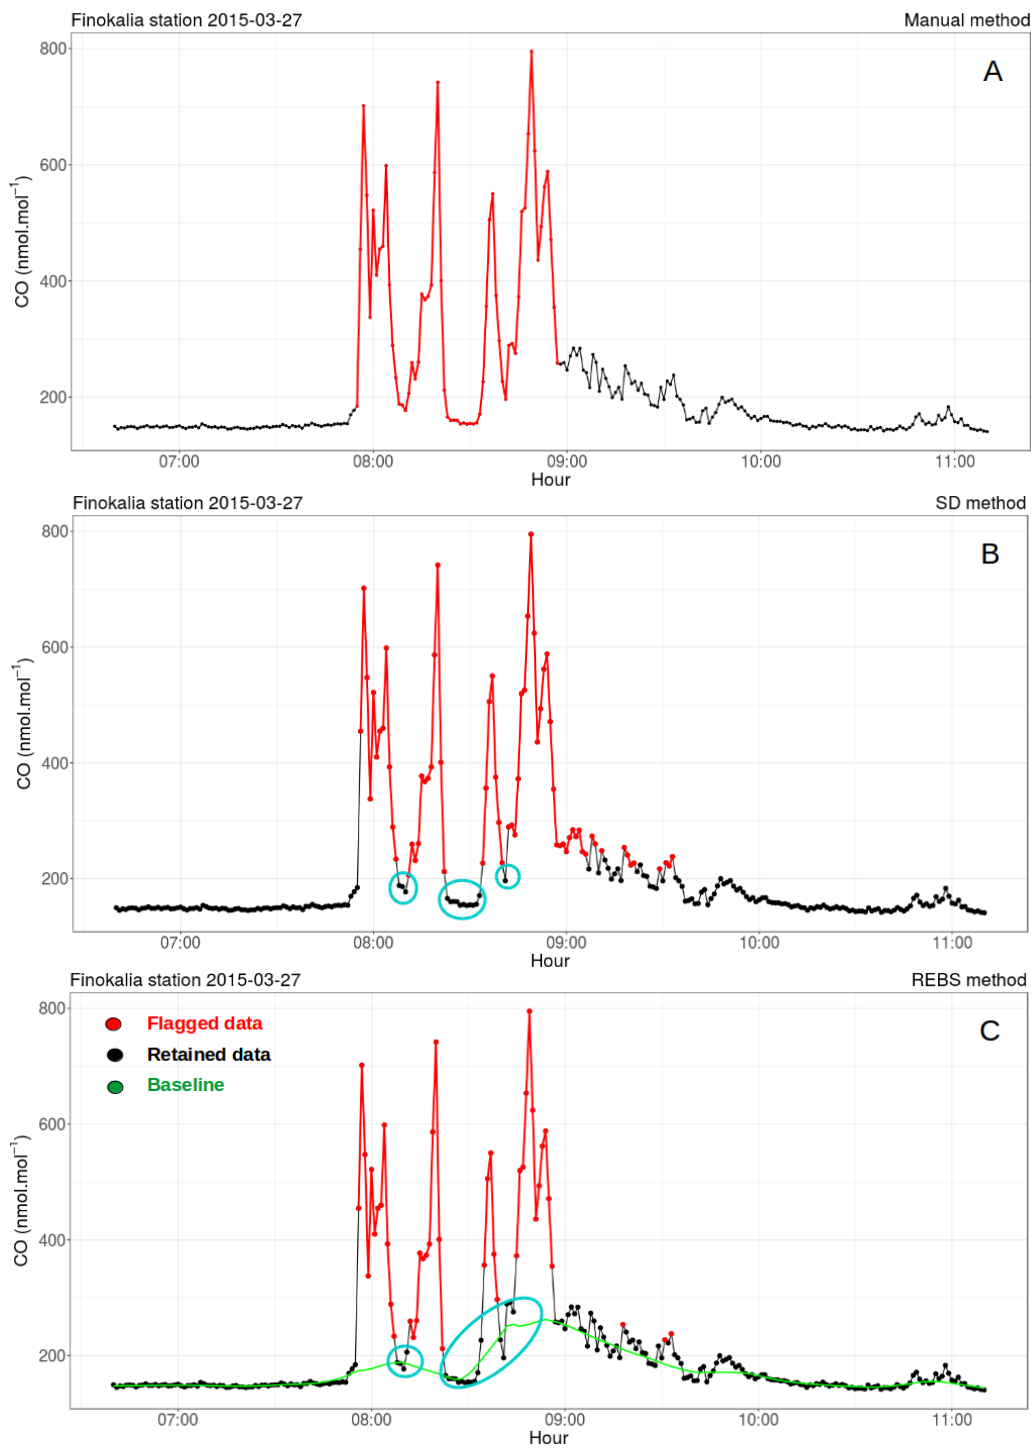 Finokalia station 2015-03-27 Manual method
A
800
600
400
200
CO (nmol.mol⁻¹)
07:00 08:00 09:00 10:00 11:00
Hour
Finokalia station 2015-03-27 SD method
B
800
600
400
200
CO (nmol.mol⁻¹)
07:00 08:00 09:00 10:00 11:00
Hour
Finokalia station 2015-03-27 REBS method
C
Flagged data
Retained data
Baseline
800
600
400
200
CO (nmol.mol⁻¹)
07:00 08:00 09:00 10:00 11:00
Hour